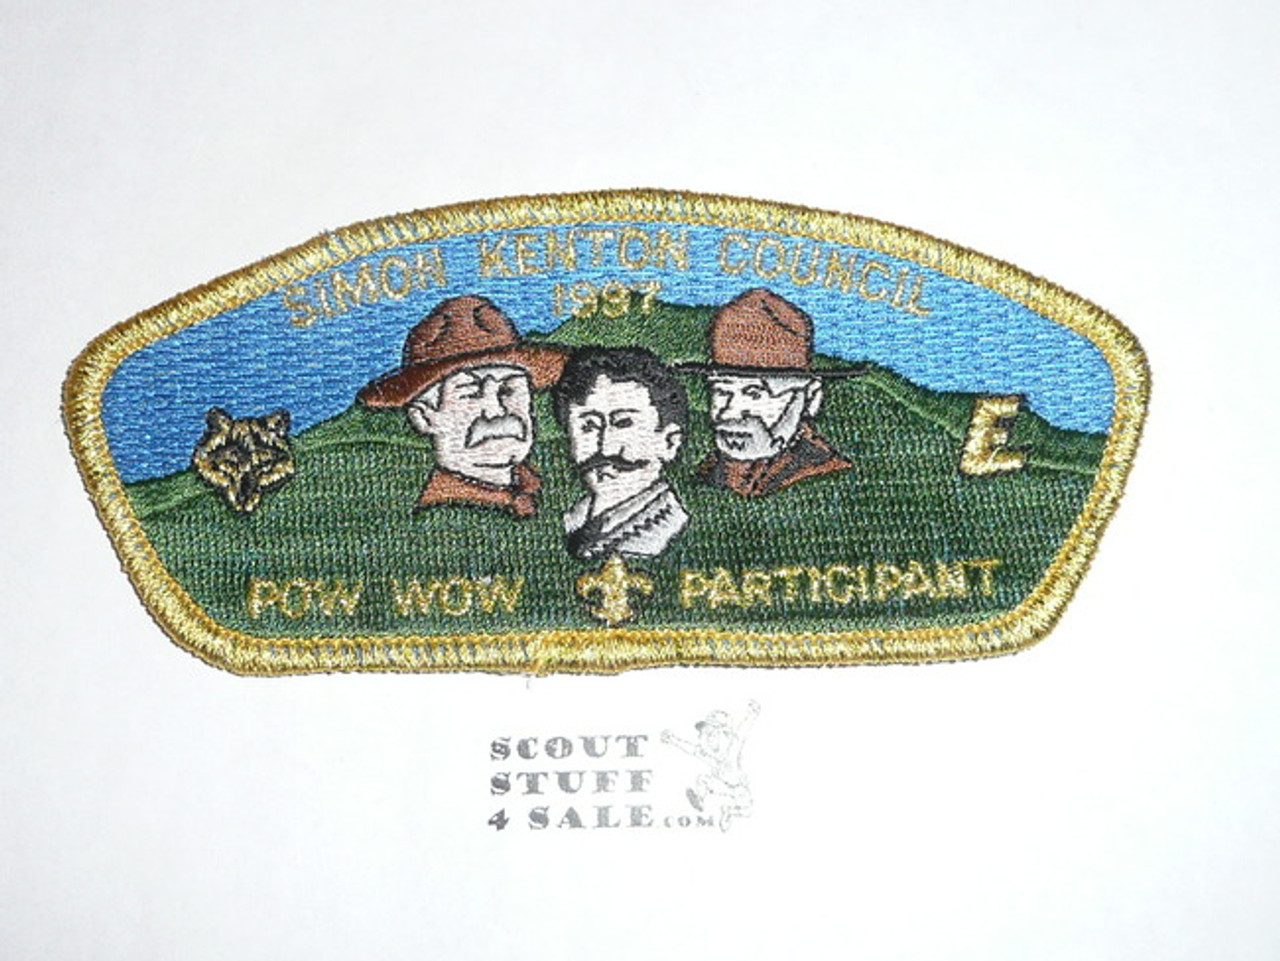 SIMON KENTON COUNCIL
1997
E
POW WOW PARTICIPANT
SCOUT
STUFF
4 SALE.COM